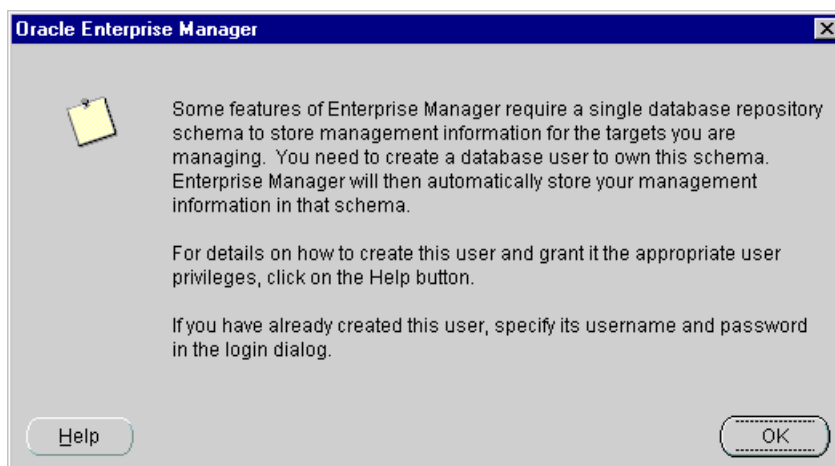 Oracle Enterprise Manager
Some features of Enterprise Manager require a single database repository
schema to store management information for the targets you are
managing. You need to create a database user to own this schema.
Enterprise Manager will then automatically store your management
information in that schema.
For details on how to create this user and grant it the appropriate user
privileges, click on the Help button.
If you have already created this user, specify its username and password
in the login dialog.
Help
OK